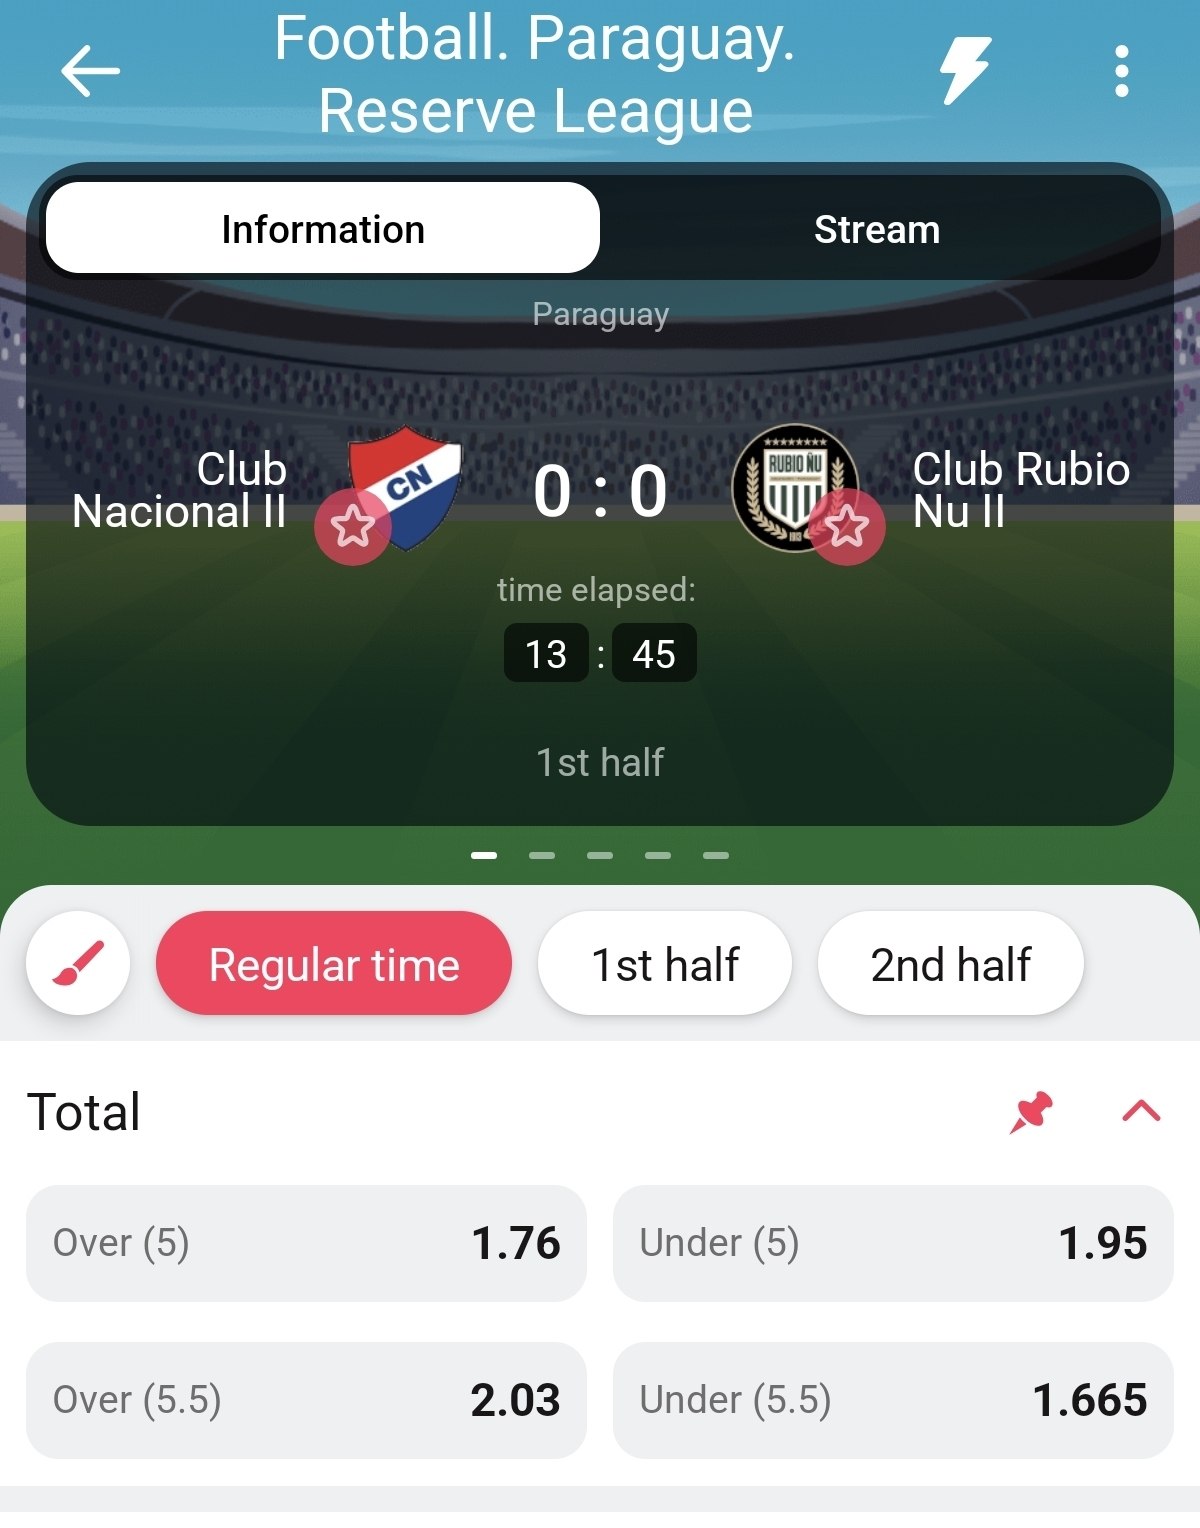 Football. Paraguay.
Reserve League
Information
Stream
Paraguay
Club
Nacional II
CN
0 : 0
RUBIO ÑU
Club Rubio
Nu II
time elapsed:
13 : 45
1st half
Regular time
1st half
2nd half
Total
Over (5) 1.76
Under (5) 1.95
Over (5.5) 2.03
Under (5.5) 1.665